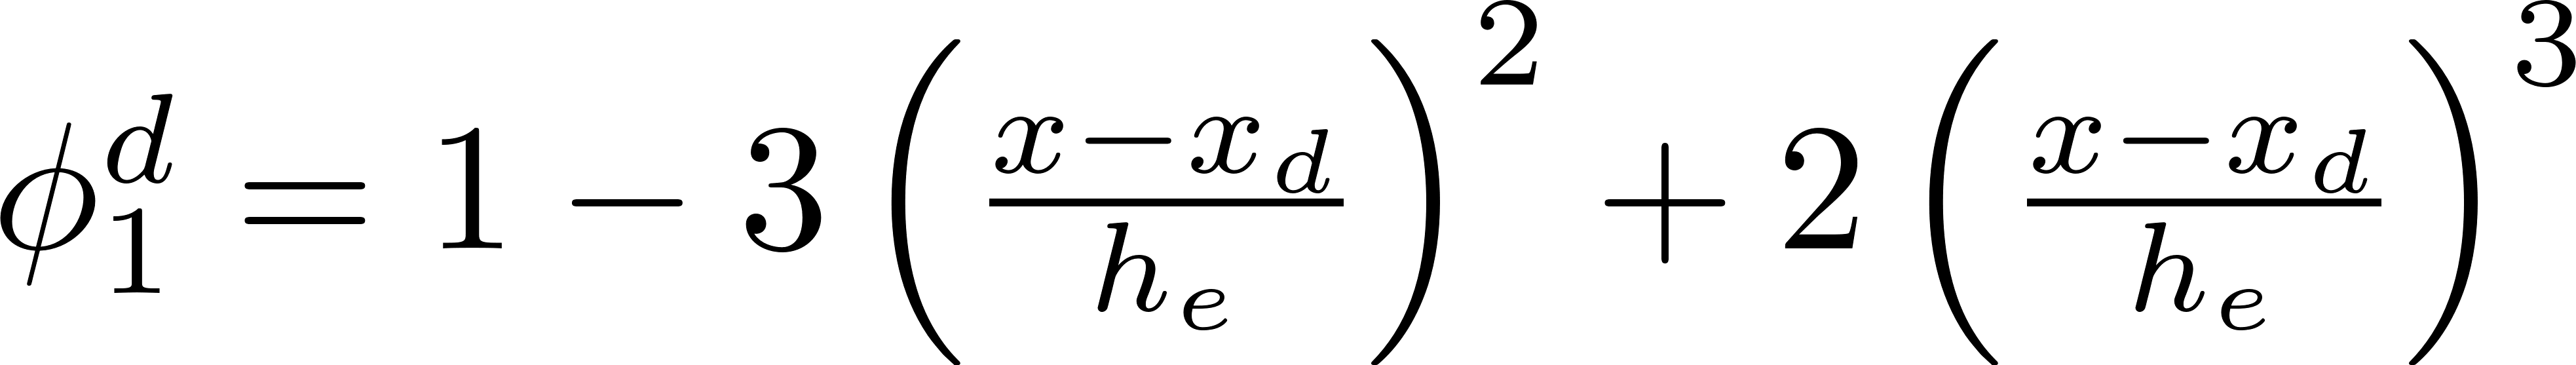 $\phi_1^d = 1 - 3 \left( \frac{x - x_d}{h_e} \right)^2 + 2 \left( \frac{x - x_d}{h_e} \right)^3$